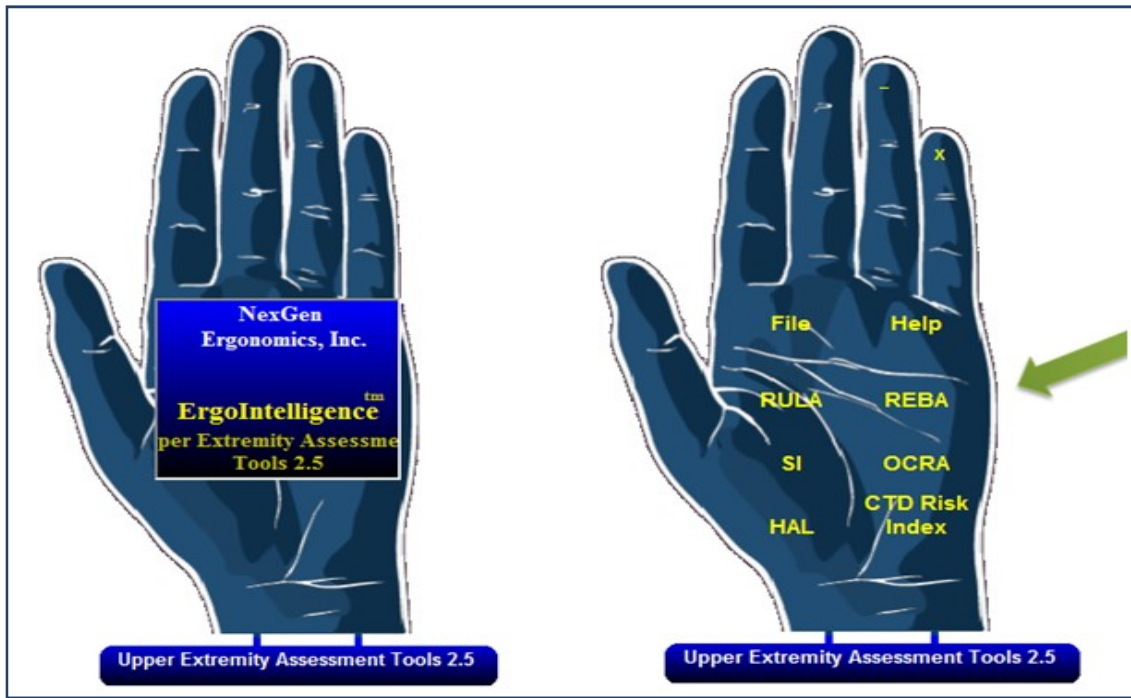 NexGen
Ergonomics, Inc.
ErgoIntelligence tm
per Extremity Assessme
Tools 2.5
Upper Extremity Assessment Tools 2.5
–
x
File Help
RULA REBA
SI OCRA
HAL CTD Risk
Index
Upper Extremity Assessment Tools 2.5